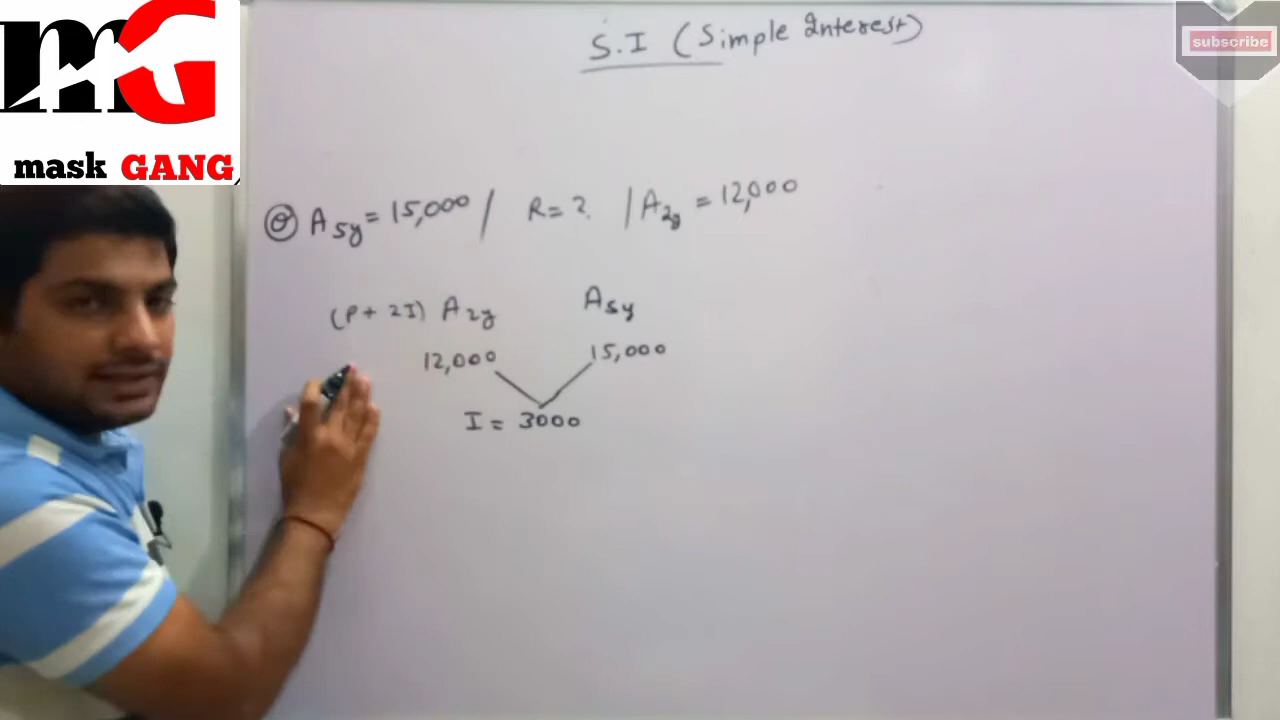 mG
mask GANG,
subscribe
S.I (Simple Interest)
Q A5y = 15,000 / R = ? / A2y = 12,000
(P + 2I) A2y A5y
12,000 15,000
I = 3000